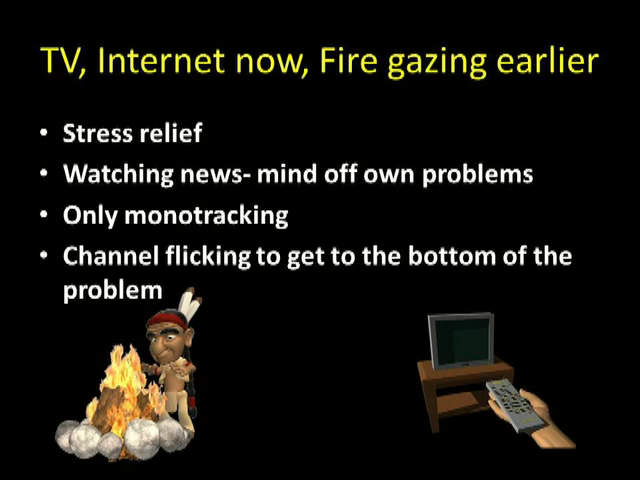 TV, Internet now, Fire gazing earlier
• Stress relief
• Watching news- mind off own problems
• Only monotracking
• Channel flicking to get to the bottom of the
problem